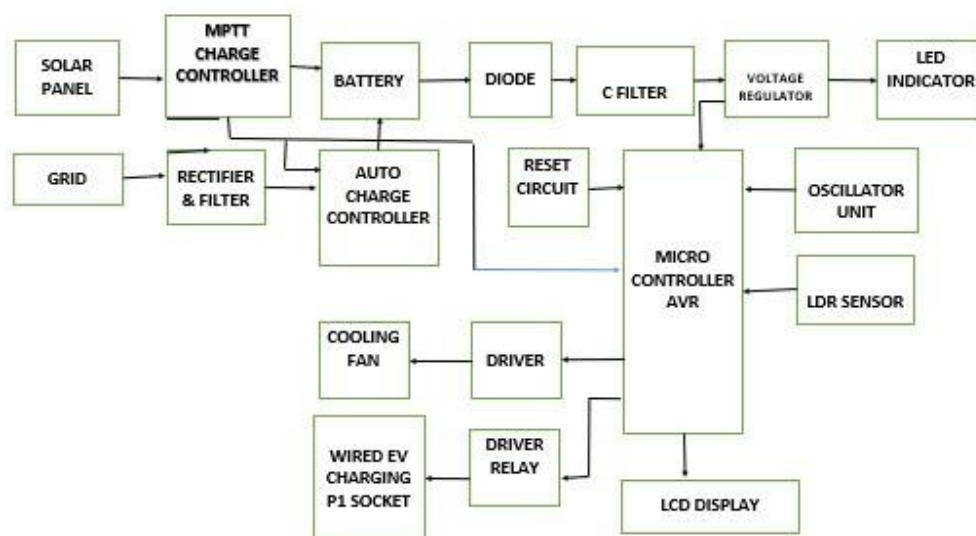 MPTT
CHARGE
CONTROLLER
SOLAR
PANEL
BATTERY
DIODE
C FILTER
VOLTAGE
REGULATOR
LED
INDICATOR
GRID
RECTIFIER
& FILTER
AUTO
CHARGE
CONTROLLER
RESET
CIRCUIT
OSCILLATOR
UNIT
MICRO
CONTROLLER
AVR
LDR SENSOR
COOLING
FAN
DRIVER
WIRED EV
CHARGING
P1 SOCKET
DRIVER
RELAY
LCD DISPLAY